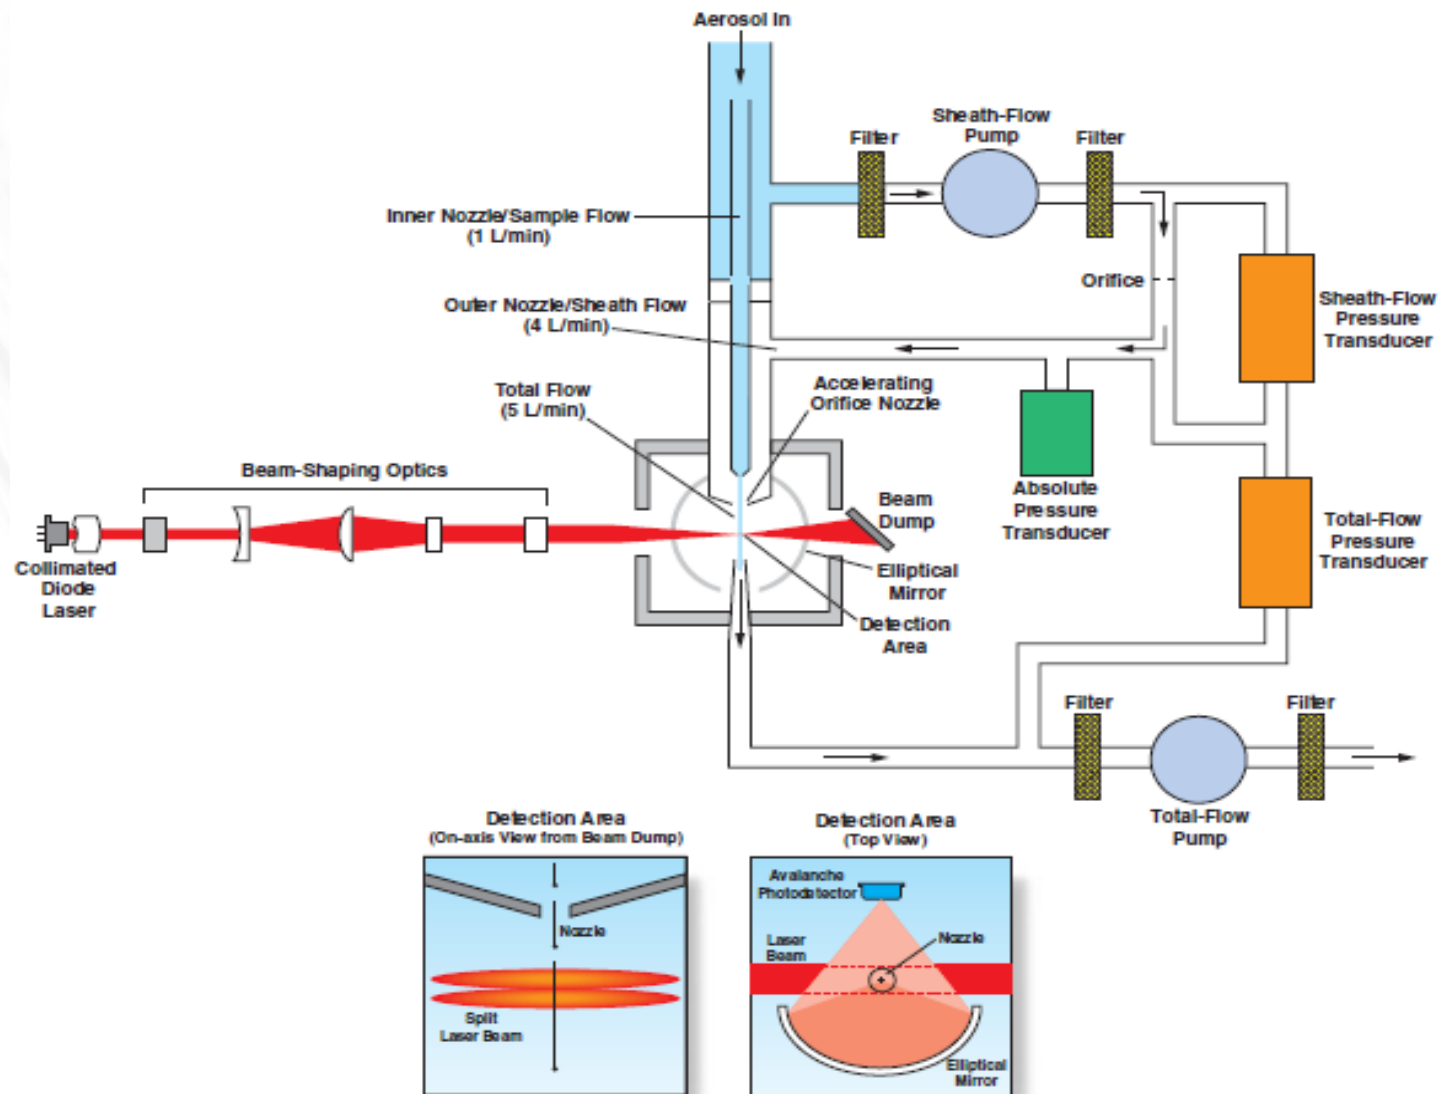 Aerosol In
Sheath-Flow
Pump
Filter
Filter
Inner Nozzle/Sample Flow
(1 L/min)
Orifice
Outer Nozzle/Sheath Flow
(4 L/min)
Sheath-Flow
Pressure
Transducer
Total Flow
(5 L/min)
Accelerating
Orifice Nozzle
Beam-Shaping Optics
Absolute
Pressure
Transducer
Beam
Dump
Total-Flow
Pressure
Transducer
Collimated
Diode
Laser
Elliptical
Mirror
Detection
Area
Filter
Filter
Total-Flow
Pump
Detection Area
(On-axis View from Beam Dump)
Nozzle
Split
Laser Beam
Detection Area
(Top View)
Avalanche
Photodetector
Laser
Beam
Nozzle
Elliptical
Mirror